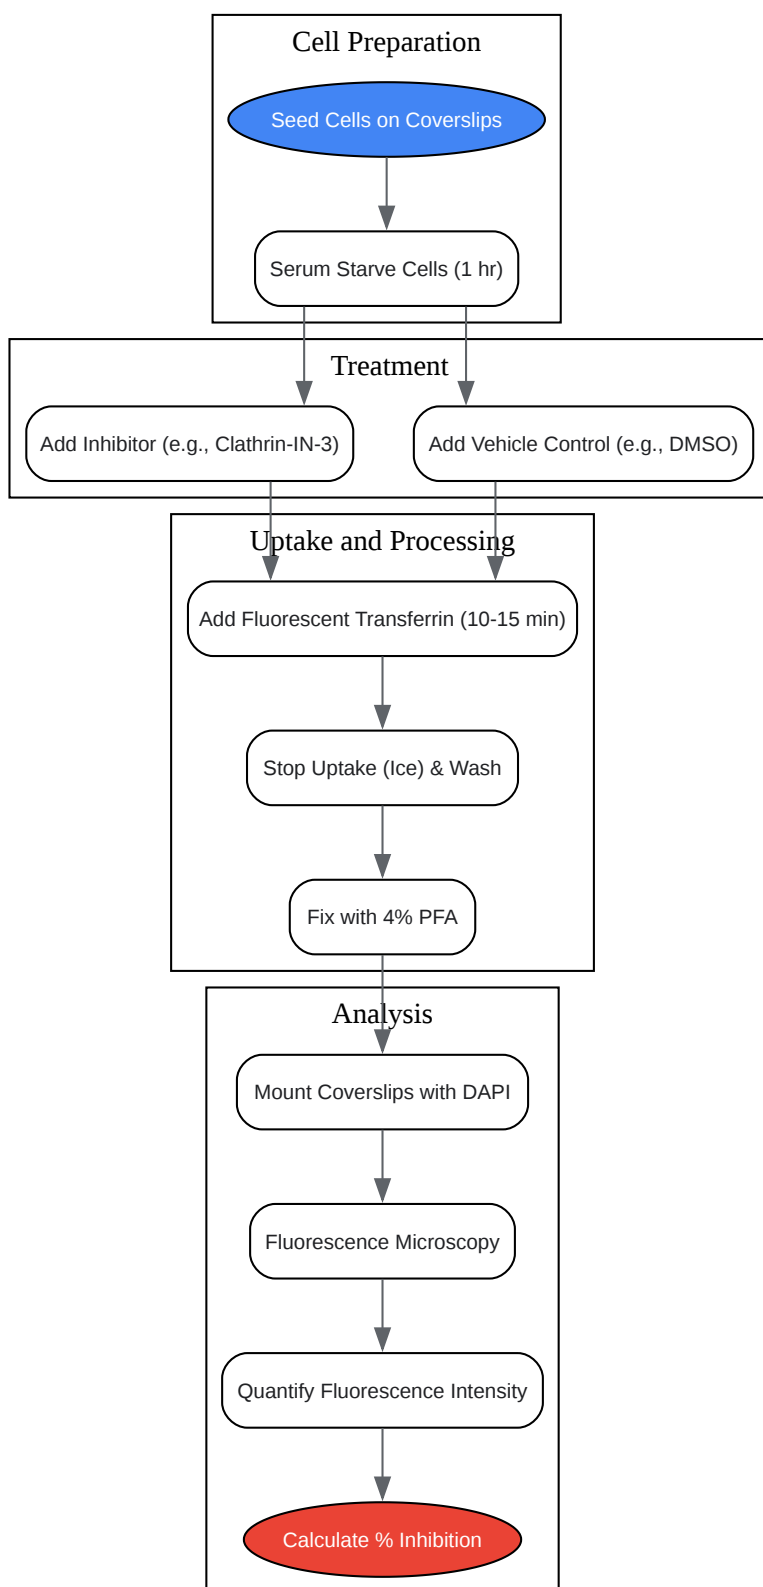 Cell Preparation
Seed Cells on Coverslips
Serum Starve Cells (1 hr)
Treatment
Add Inhibitor (e.g., Clathrin-IN-3)
Add Vehicle Control (e.g., DMSO)
Uptake and Processing
Add Fluorescent Transferrin (10-15 min)
Stop Uptake (Ice) & Wash
Fix with 4% PFA
Analysis
Mount Coverslips with DAPI
Fluorescence Microscopy
Quantify Fluorescence Intensity
Calculate % Inhibition